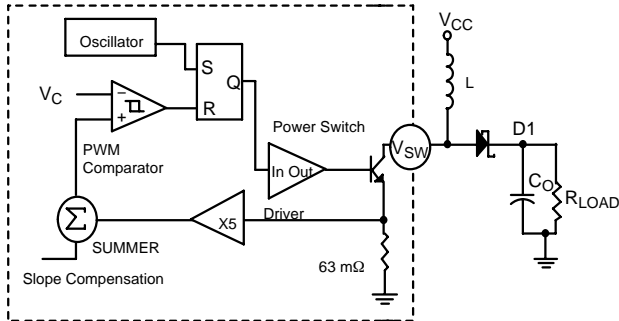 Oscillator
V_CC
S
Q
R
L
V_C
−
+
PWM
Comparator
Power Switch
V_SW
D1
In Out
C_O
R_LOAD
Σ
X5
Driver
SUMMER
63 mΩ
Slope Compensation